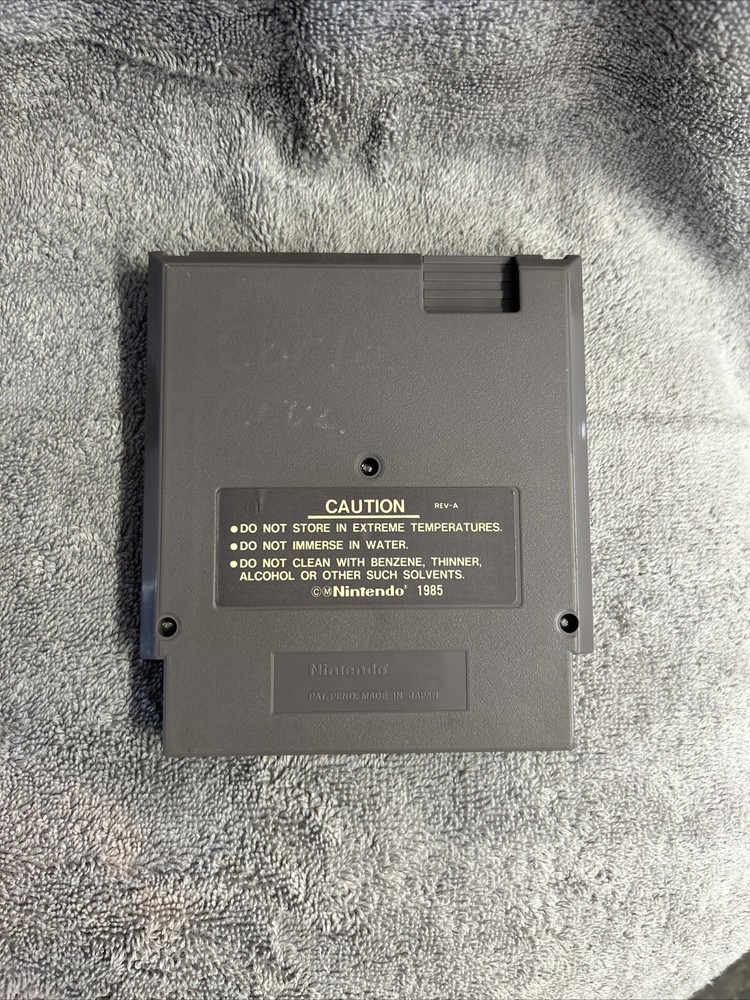 CAUTION REV-A
●DO NOT STORE IN EXTREME TEMPERATURES.
●DO NOT IMMERSE IN WATER.
●DO NOT CLEAN WITH BENZENE, THINNER,
ALCOHOL OR OTHER SUCH SOLVENTS.
©Ⓜ Nintendo® 1985
Nintendo®
PAT. PEND. MADE IN JAPAN